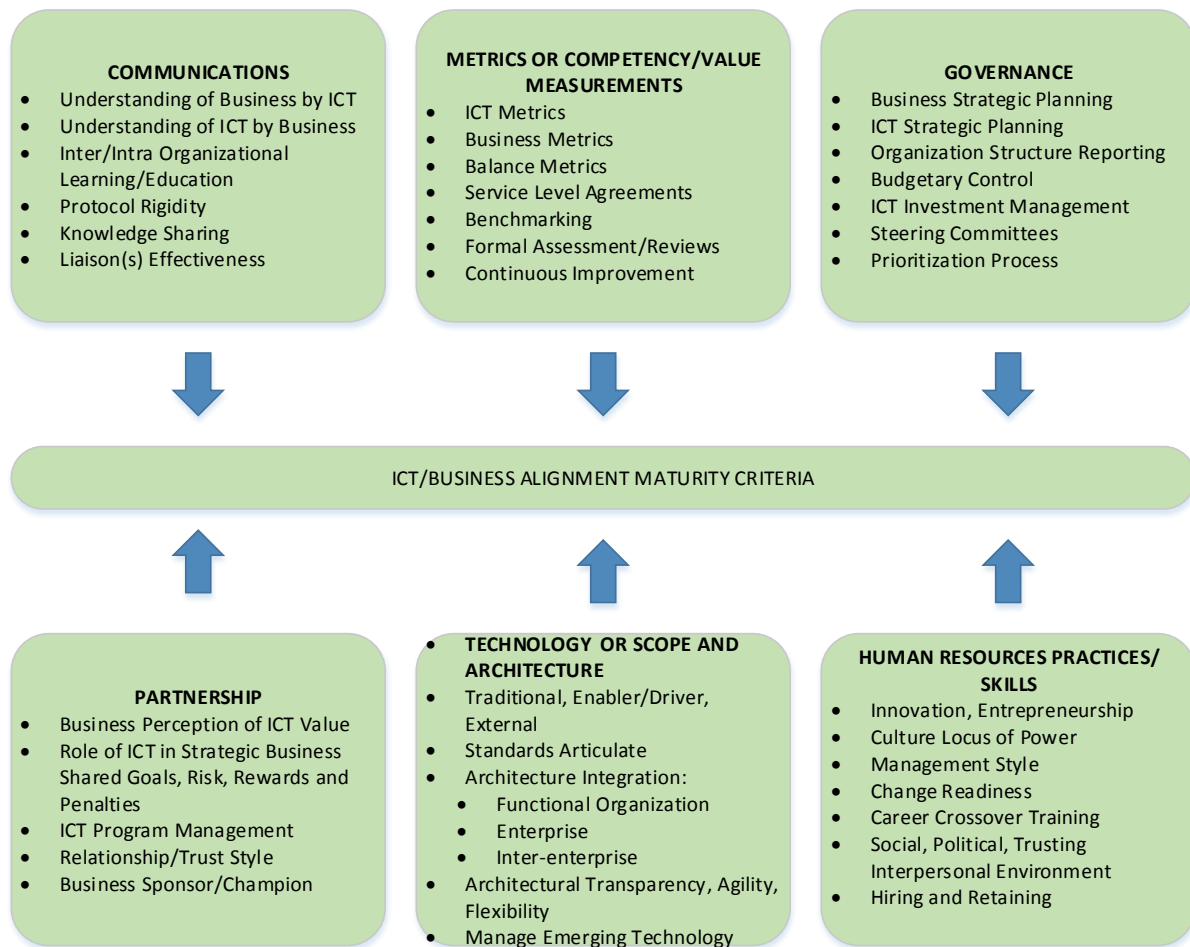 COMMUNICATIONS
• Understanding of Business by ICT
• Understanding of ICT by Business
• Inter/Intra Organizational
Learning/Education
• Protocol Rigidity
• Knowledge Sharing
• Liaison(s) Effectiveness
METRICS OR COMPETENCY/VALUE
MEASUREMENTS
• ICT Metrics
• Business Metrics
• Balance Metrics
• Service Level Agreements
• Benchmarking
• Formal Assessment/Reviews
• Continuous Improvement
GOVERNANCE
• Business Strategic Planning
• ICT Strategic Planning
• Organization Structure Reporting
• Budgetary Control
• ICT Investment Management
• Steering Committees
• Prioritization Process
ICT/BUSINESS ALIGNMENT MATURITY CRITERIA
PARTNERSHIP
• Business Perception of ICT Value
• Role of ICT in Strategic Business
Shared Goals, Risk, Rewards and
Penalties
• ICT Program Management
• Relationship/Trust Style
• Business Sponsor/Champion
• TECHNOLOGY OR SCOPE AND
ARCHITECTURE
• Traditional, Enabler/Driver,
External
• Standards Articulate
• Architecture Integration:
• Functional Organization
• Enterprise
• Inter-enterprise
• Architectural Transparency, Agility,
Flexibility
• Manage Emerging Technology
HUMAN RESOURCES PRACTICES/
SKILLS
• Innovation, Entrepreneurship
• Culture Locus of Power
• Management Style
• Change Readiness
• Career Crossover Training
• Social, Political, Trusting
Interpersonal Environment
• Hiring and Retaining